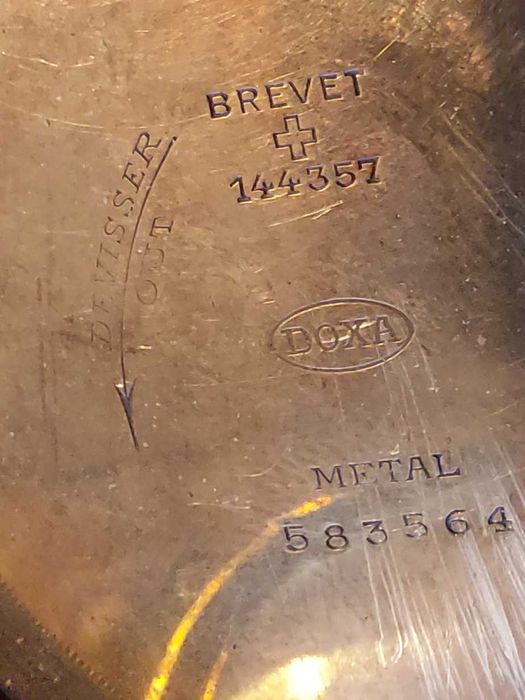 BREVET
144357
DEVISSER
OUT
DOXA
METAL
583564